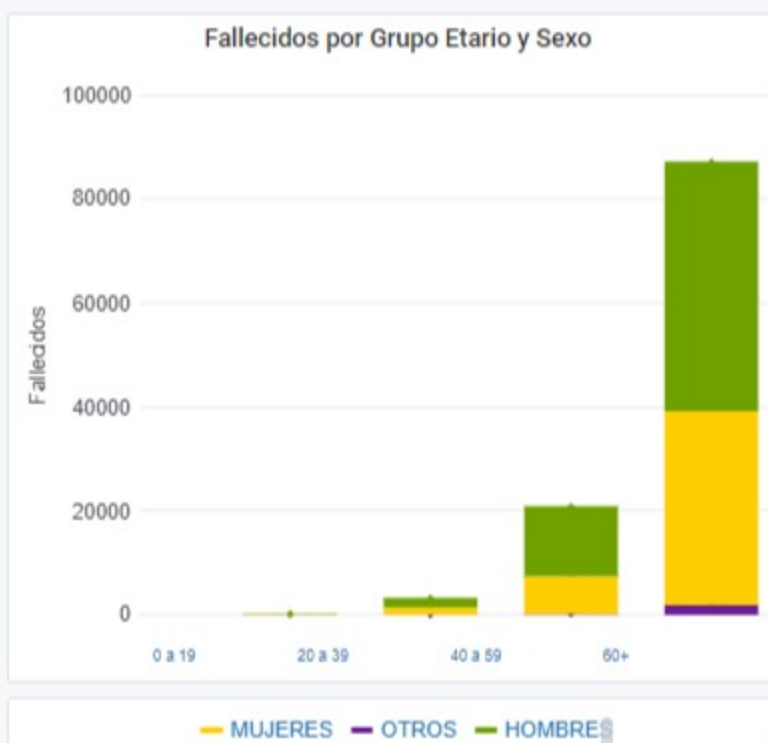 Fallecidos por Grupo Etario y Sexo
100000
80000
60000
40000
20000
0
Fallecidos
0 a 19 20 a 39 40 a 59 60+
MUJERES OTROS HOMBRES